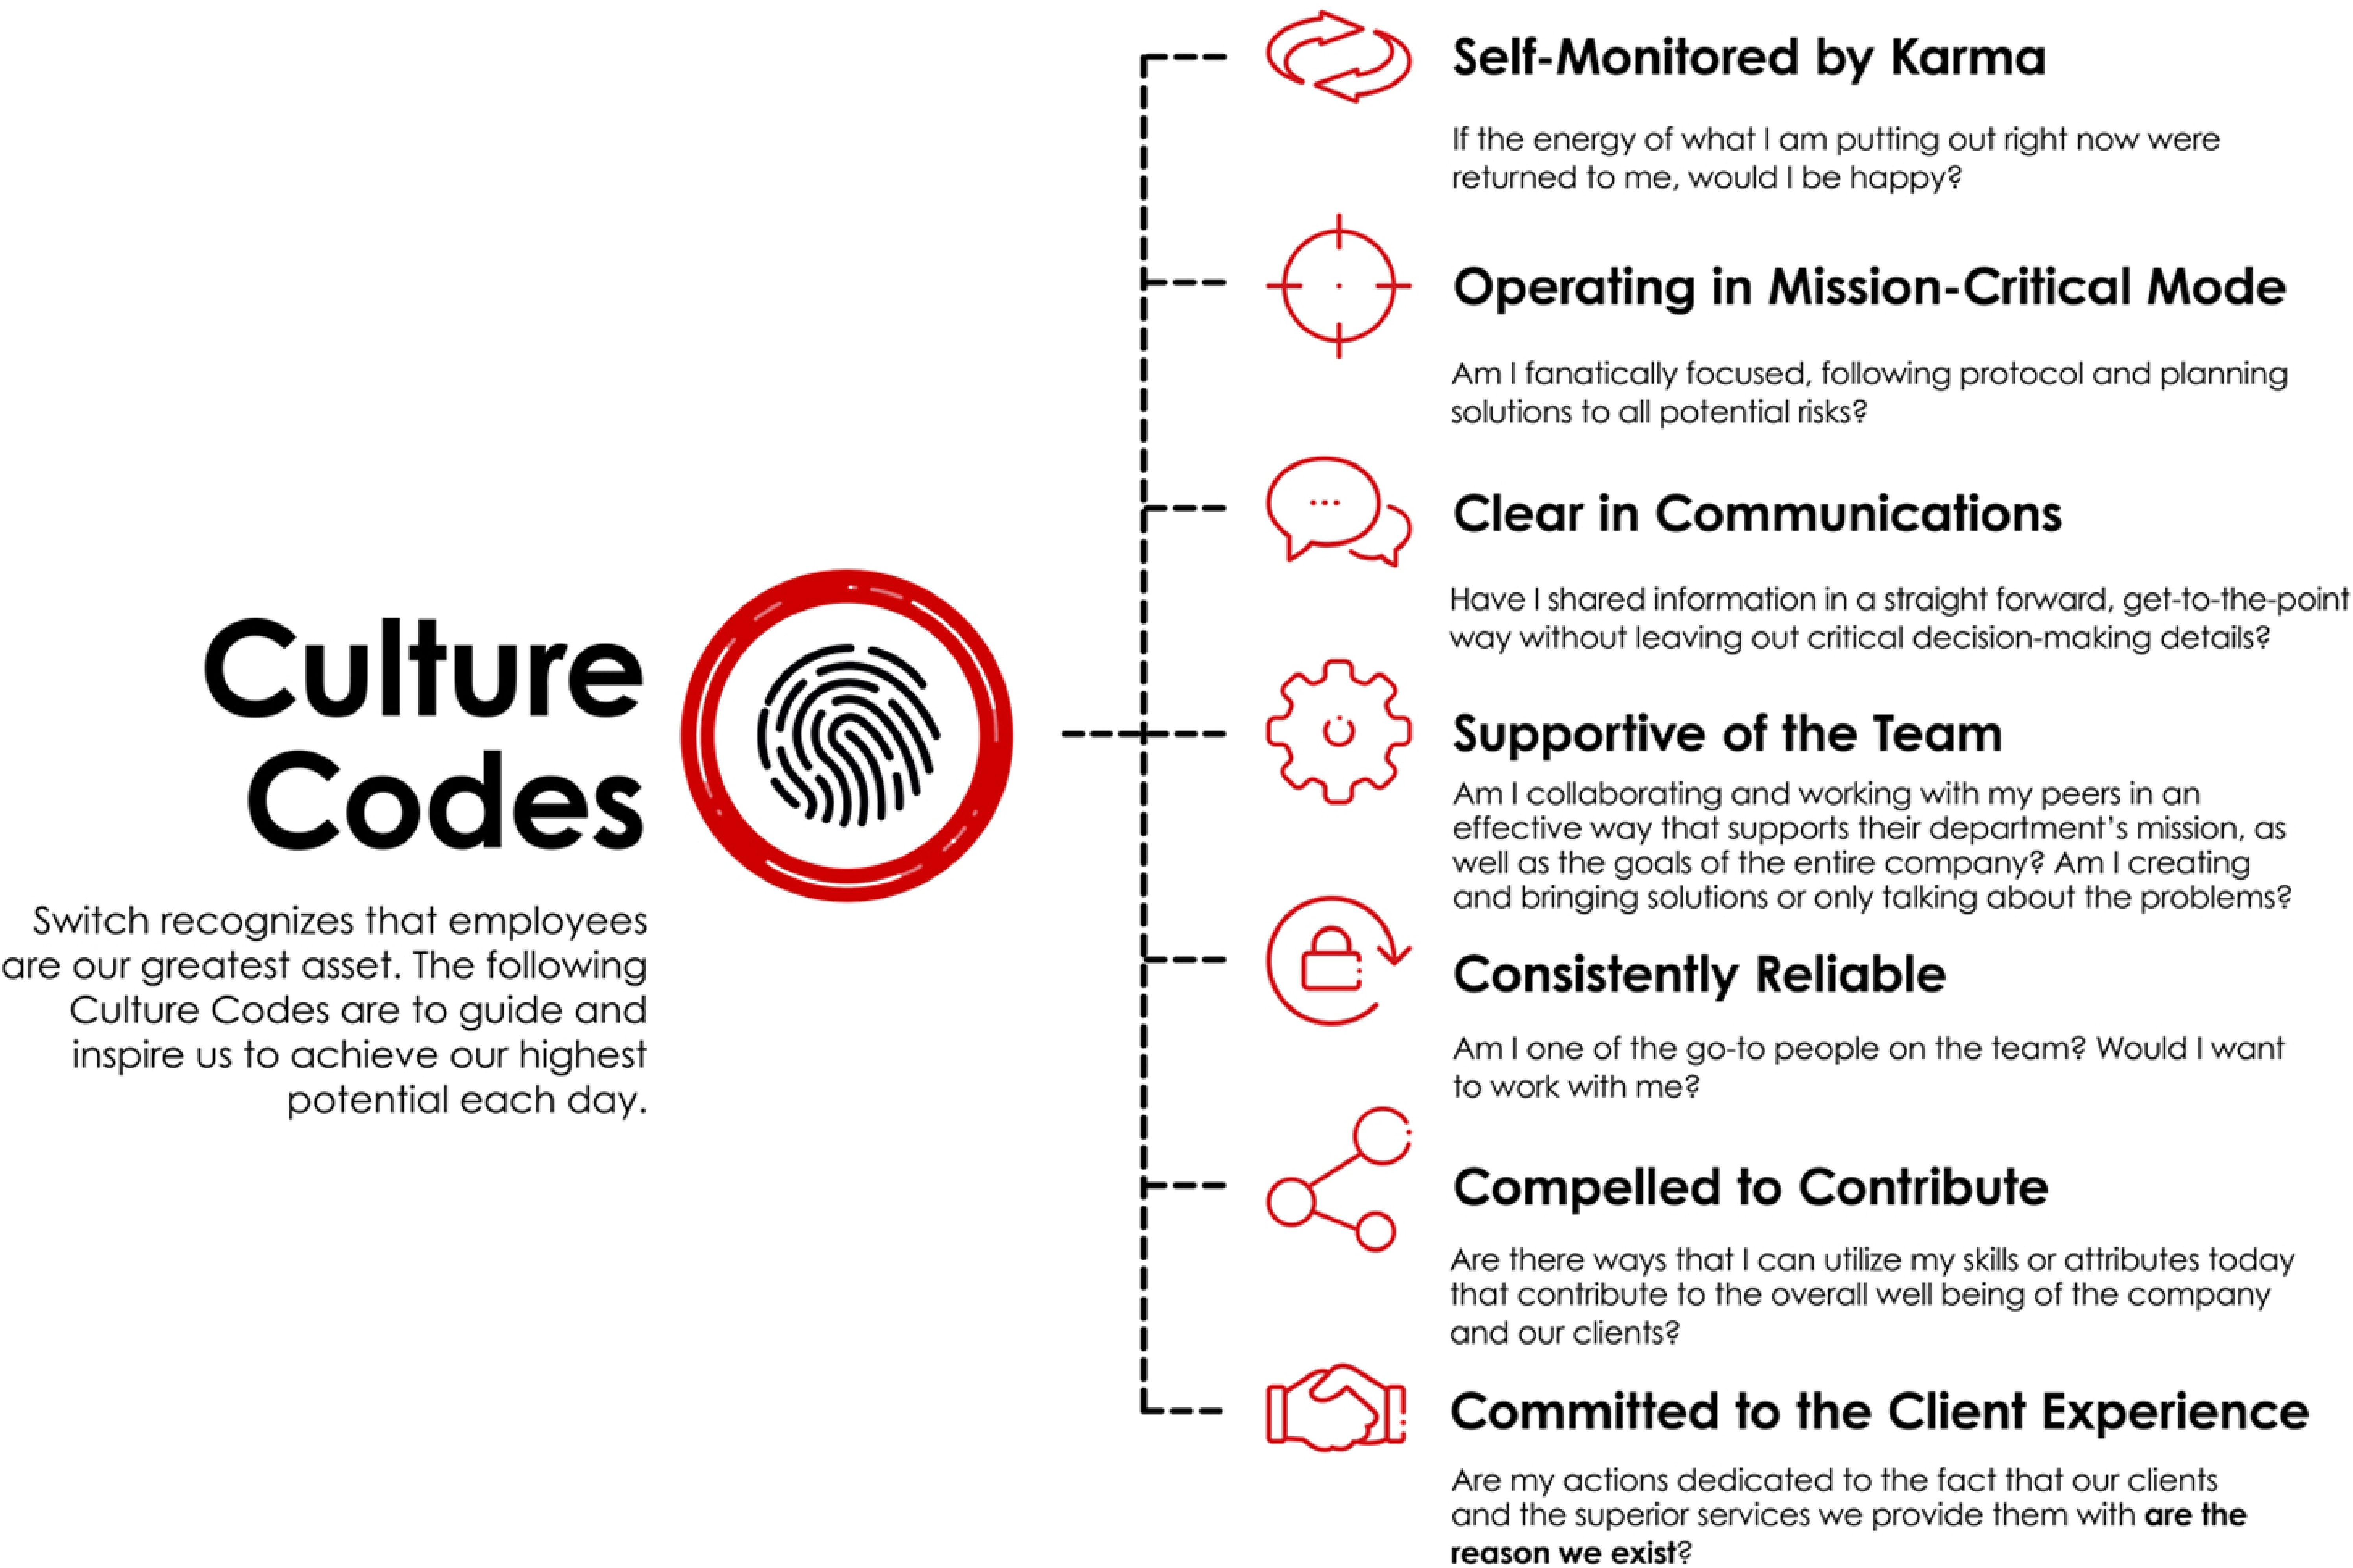 Culture
Codes
Switch recognizes that employees
are our greatest asset. The following
Culture Codes are to guide and
inspire us to achieve our highest
potential each day.
Self-Monitored by Karma
If the energy of what I am putting out right now were
returned to me, would I be happy?
Operating in Mission-Critical Mode
Am I fanatically focused, following protocol and planning
solutions to all potential risks?
Clear in Communications
Have I shared information in a straight forward, get-to-the-point
way without leaving out critical decision-making details?
Supportive of the Team
Am I collaborating and working with my peers in an
effective way that supports their department's mission, as
well as the goals of the entire company? Am I creating
and bringing solutions or only talking about the problems?
Consistently Reliable
Am I one of the go-to people on the team? Would I want
to work with me?
Compelled to Contribute
Are there ways that I can utilize my skills or attributes today
that contribute to the overall well being of the company
and our clients?
Committed to the Client Experience
Are my actions dedicated to the fact that our clients
and the superior services we provide them with are the
reason we exist?